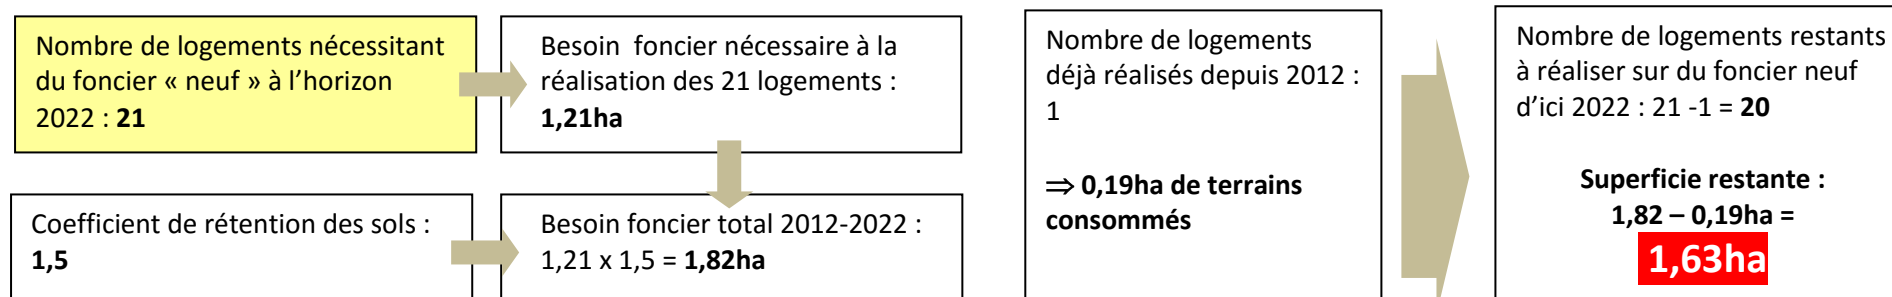 Nombre de logements nécessitant
du foncier « neuf » à l’horizon
2022 : 21
Besoin  foncier nécessaire à la
réalisation des 21 logements :
1,21ha
Coefficient de rétention des sols :
1,5
Besoin foncier total 2012-2022 :
1,21 x 1,5 = 1,82ha
Nombre de logements
déjà réalisés depuis 2012 :
1
⇒ 0,19ha de terrains
consommés
Nombre de logements restants
à réaliser sur du foncier neuf
d’ici 2022 : 21 -1 = 20
Superficie restante :
1,82 – 0,19ha =
1,63ha